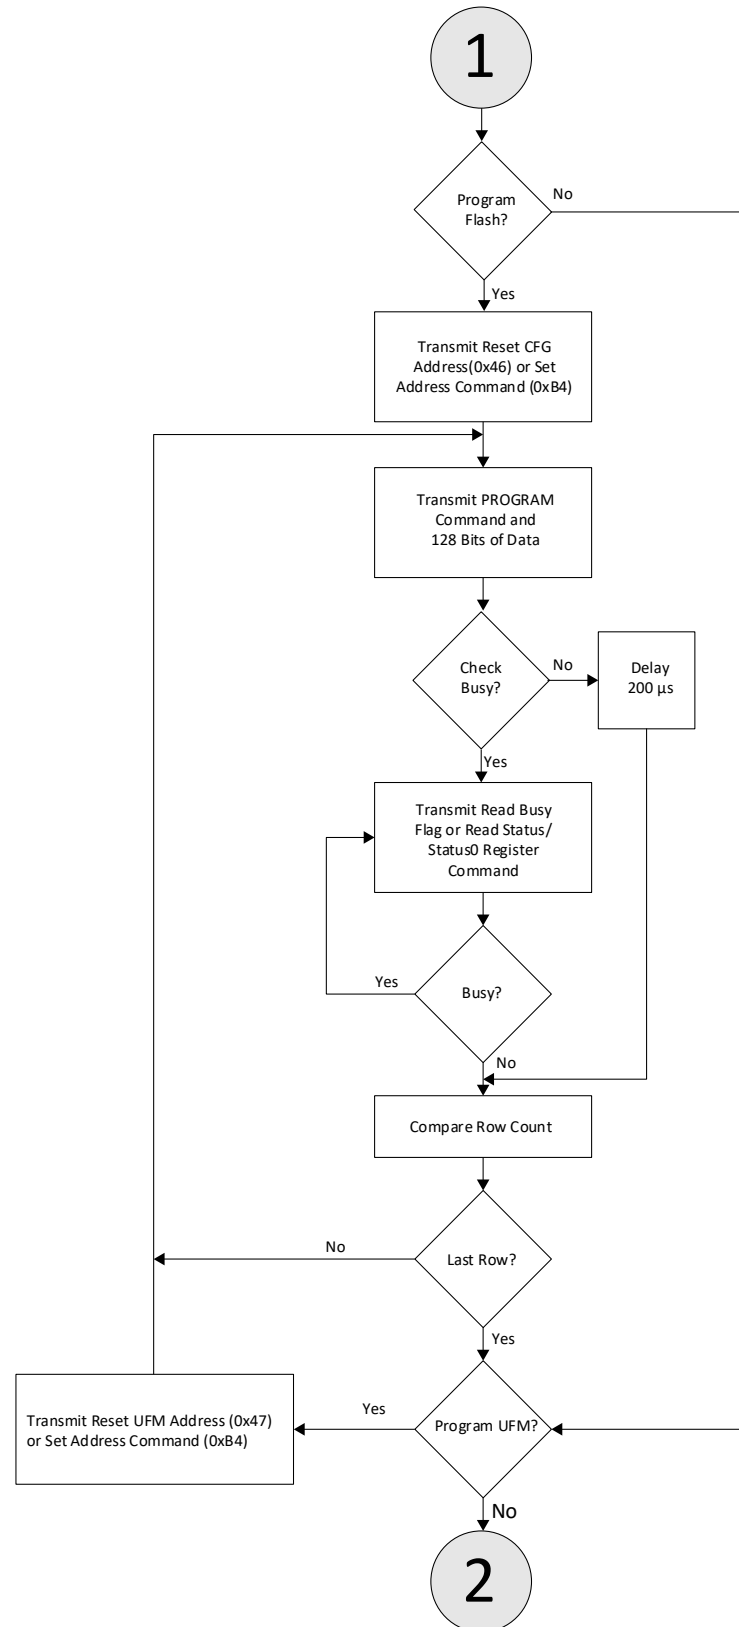 1
Program
Flash?
No
Yes
Transmit Reset CFG
Address(0x46) or Set
Address Command (0xB4)
Transmit PROGRAM
Command and
128 Bits of Data
Check
Busy?
No
Delay
200 µs
Yes
Transmit Read Busy
Flag or Read Status/
Status0 Register
Command
Yes
Busy?
No
Compare Row Count
No
Last Row?
Yes
Transmit Reset UFM Address (0x47)
or Set Address Command (0xB4)
Yes
Program UFM?
No
2